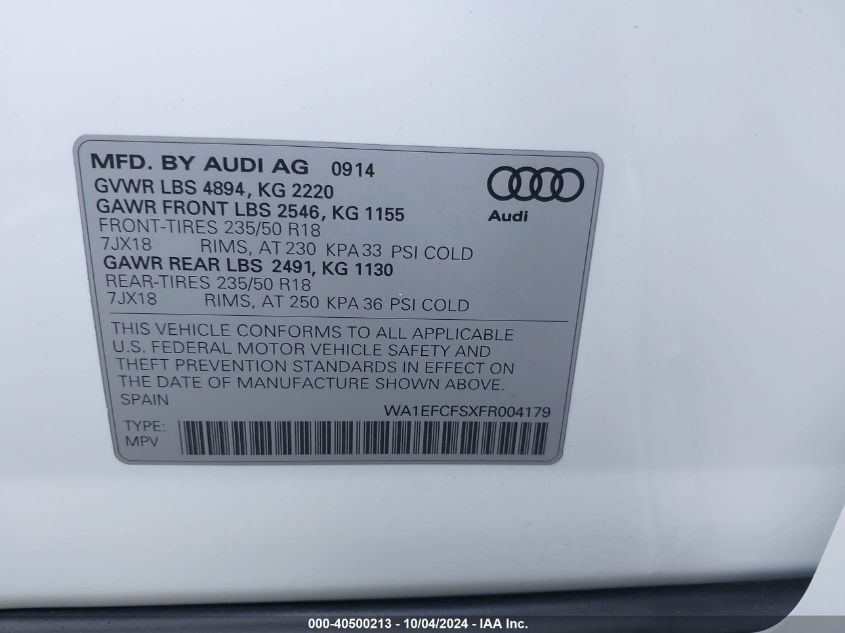 MFD. BY AUDI AG 0914
GVWR LBS 4894, KG 2220
GAWR FRONT LBS 2546, KG 1155
FRONT-TIRES 235/50 R18
7JX18 RIMS, AT 230 KPA 33 PSI COLD
GAWR REAR LBS 2491, KG 1130
REAR-TIRES 235/50 R18
7JX18 RIMS, AT 250 KPA 36 PSI COLD
Audi
THIS VEHICLE CONFORMS TO ALL APPLICABLE
U.S. FEDERAL MOTOR VEHICLE SAFETY AND
THEFT PREVENTION STANDARDS IN EFFECT ON
THE DATE OF MANUFACTURE SHOWN ABOVE.
SPAIN WA1EFCFSXFR004179
TYPE:
MPV
000-40500213 - 10/04/2024 - IAA Inc.